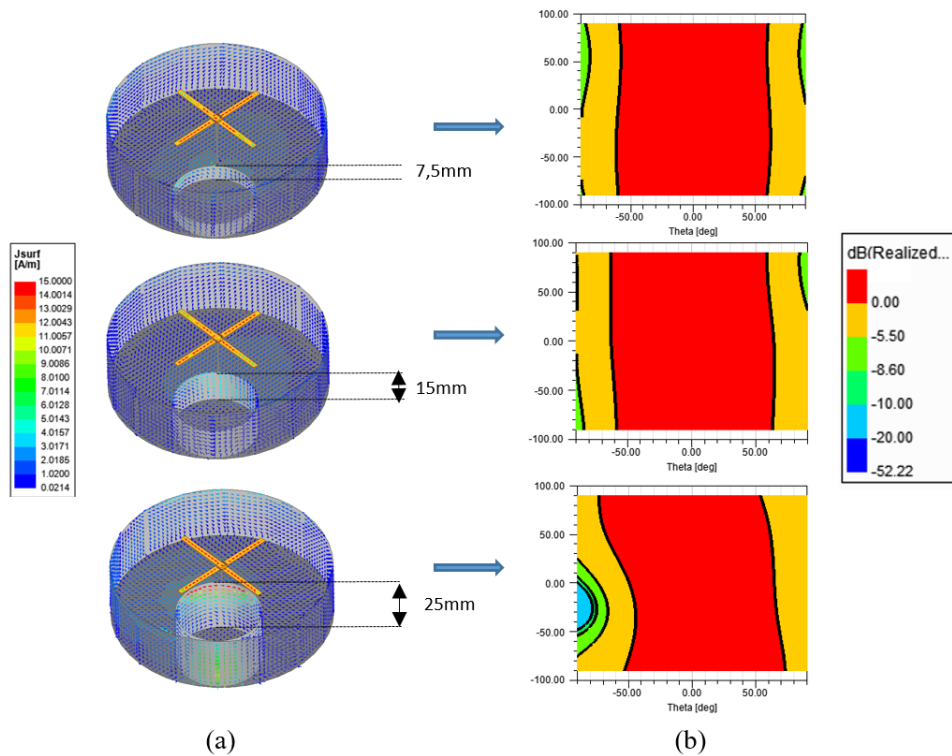 100.00
50.00
0.00
-50.00
-100.00
-50.00 0.00 50.00
Theta [deg]
7,5mm
Jsurf
[A/m]
15.0000
14.0014
13.0029
12.0043
11.0057
10.0071
9.0086
8.0100
7.0114
6.0128
5.0143
4.0157
3.0171
2.0185
1.0200
0.0214
15mm
100.00
50.00
0.00
-50.00
-100.00
-50.00 0.00 50.00
Theta [deg]
dB(Realized...
0.00
-5.50
-8.60
-10.00
-20.00
-52.22
25mm
100.00
50.00
0.00
-50.00
-100.00
-50.00 0.00 50.00
Theta [deg]
(a) (b)